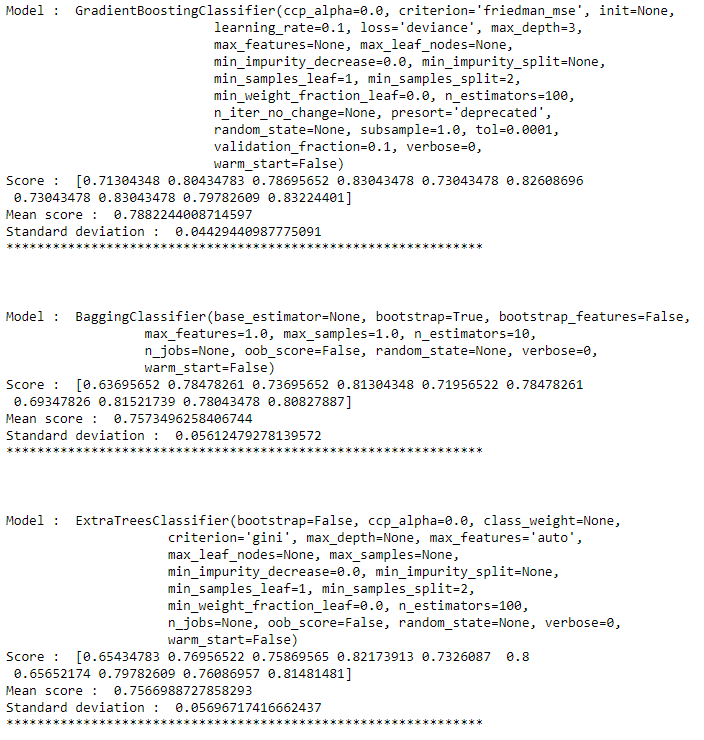 Model :  GradientBoostingClassifier(ccp_alpha=0.0, criterion='friedman_mse', init=None,
learning_rate=0.1, loss='deviance', max_depth=3,
max_features=None, max_leaf_nodes=None,
min_impurity_decrease=0.0, min_impurity_split=None,
min_samples_leaf=1, min_samples_split=2,
min_weight_fraction_leaf=0.0, n_estimators=100,
n_iter_no_change=None, presort='deprecated',
random_state=None, subsample=1.0, tol=0.0001,
validation_fraction=0.1, verbose=0,
warm_start=False)
Score :  [0.71304348 0.80434783 0.78695652 0.83043478 0.73043478 0.82608696
0.73043478 0.83043478 0.79782609 0.83224401]
Mean score :  0.7882244008714597
Standard deviation :  0.04429440987775091
**************************************************************
Model :  BaggingClassifier(base_estimator=None, bootstrap=True, bootstrap_features=False,
max_features=1.0, max_samples=1.0, n_estimators=10,
n_jobs=None, oob_score=False, random_state=None, verbose=0,
warm_start=False)
Score :  [0.63695652 0.78478261 0.73695652 0.81304348 0.71956522 0.78478261
0.69347826 0.81521739 0.78043478 0.80827887]
Mean score :  0.7573496258406744
Standard deviation :  0.05612479278139572
**************************************************************
Model :  ExtraTreesClassifier(bootstrap=False, ccp_alpha=0.0, class_weight=None,
criterion='gini', max_depth=None, max_features='auto',
max_leaf_nodes=None, max_samples=None,
min_impurity_decrease=0.0, min_impurity_split=None,
min_samples_leaf=1, min_samples_split=2,
min_weight_fraction_leaf=0.0, n_estimators=100,
n_jobs=None, oob_score=False, random_state=None, verbose=0,
warm_start=False)
Score :  [0.65434783 0.76956522 0.75869565 0.82173913 0.7326087  0.8
0.65652174 0.79782609 0.76086957 0.81481481]
Mean score :  0.7566988727858293
Standard deviation :  0.05696717416662437
**************************************************************